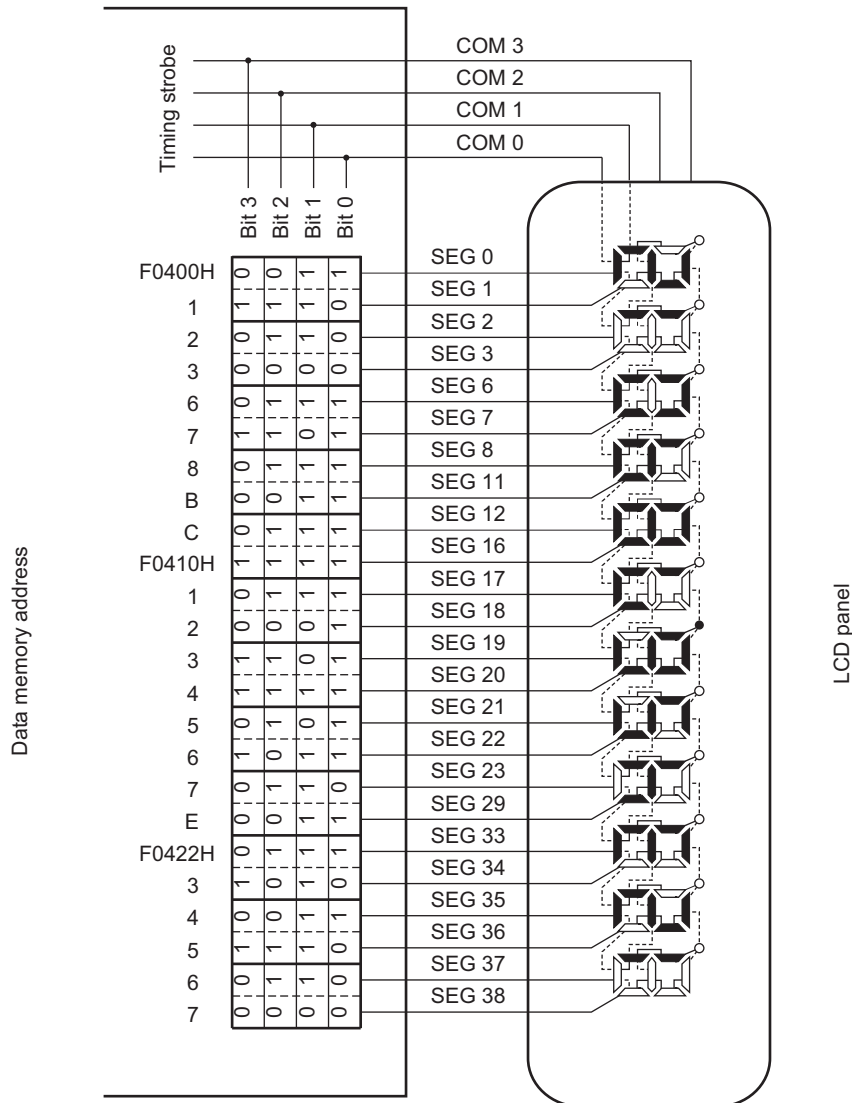 COM 3
COM 2
COM 1
COM 0
Timing strobe
Bit 3 Bit 2 Bit 1 Bit 0
F0400H 0 0 1 1 SEG 0
1 1 1 1 0 SEG 1
2 0 1 1 0 SEG 2
3 0 0 0 0 SEG 3
6 0 1 1 1 SEG 6
7 1 1 0 1 SEG 7
8 0 1 1 1 SEG 8
B 0 0 1 1 SEG 11
C 0 1 1 1 SEG 12
F0410H 1 1 1 1 SEG 16
1 0 1 1 1 SEG 17
2 0 0 0 1 SEG 18
3 1 1 0 1 SEG 19
4 1 1 1 1 SEG 20
5 0 1 0 1 SEG 21
6 1 0 1 1 SEG 22
7 0 1 1 0 SEG 23
E 0 0 1 1 SEG 29
F0422H 0 1 1 1 SEG 33
3 1 0 1 0 SEG 34
4 0 0 1 1 SEG 35
5 1 1 1 0 SEG 36
6 0 1 1 0 SEG 37
7 0 0 0 0 SEG 38
Data memory address
LCD panel